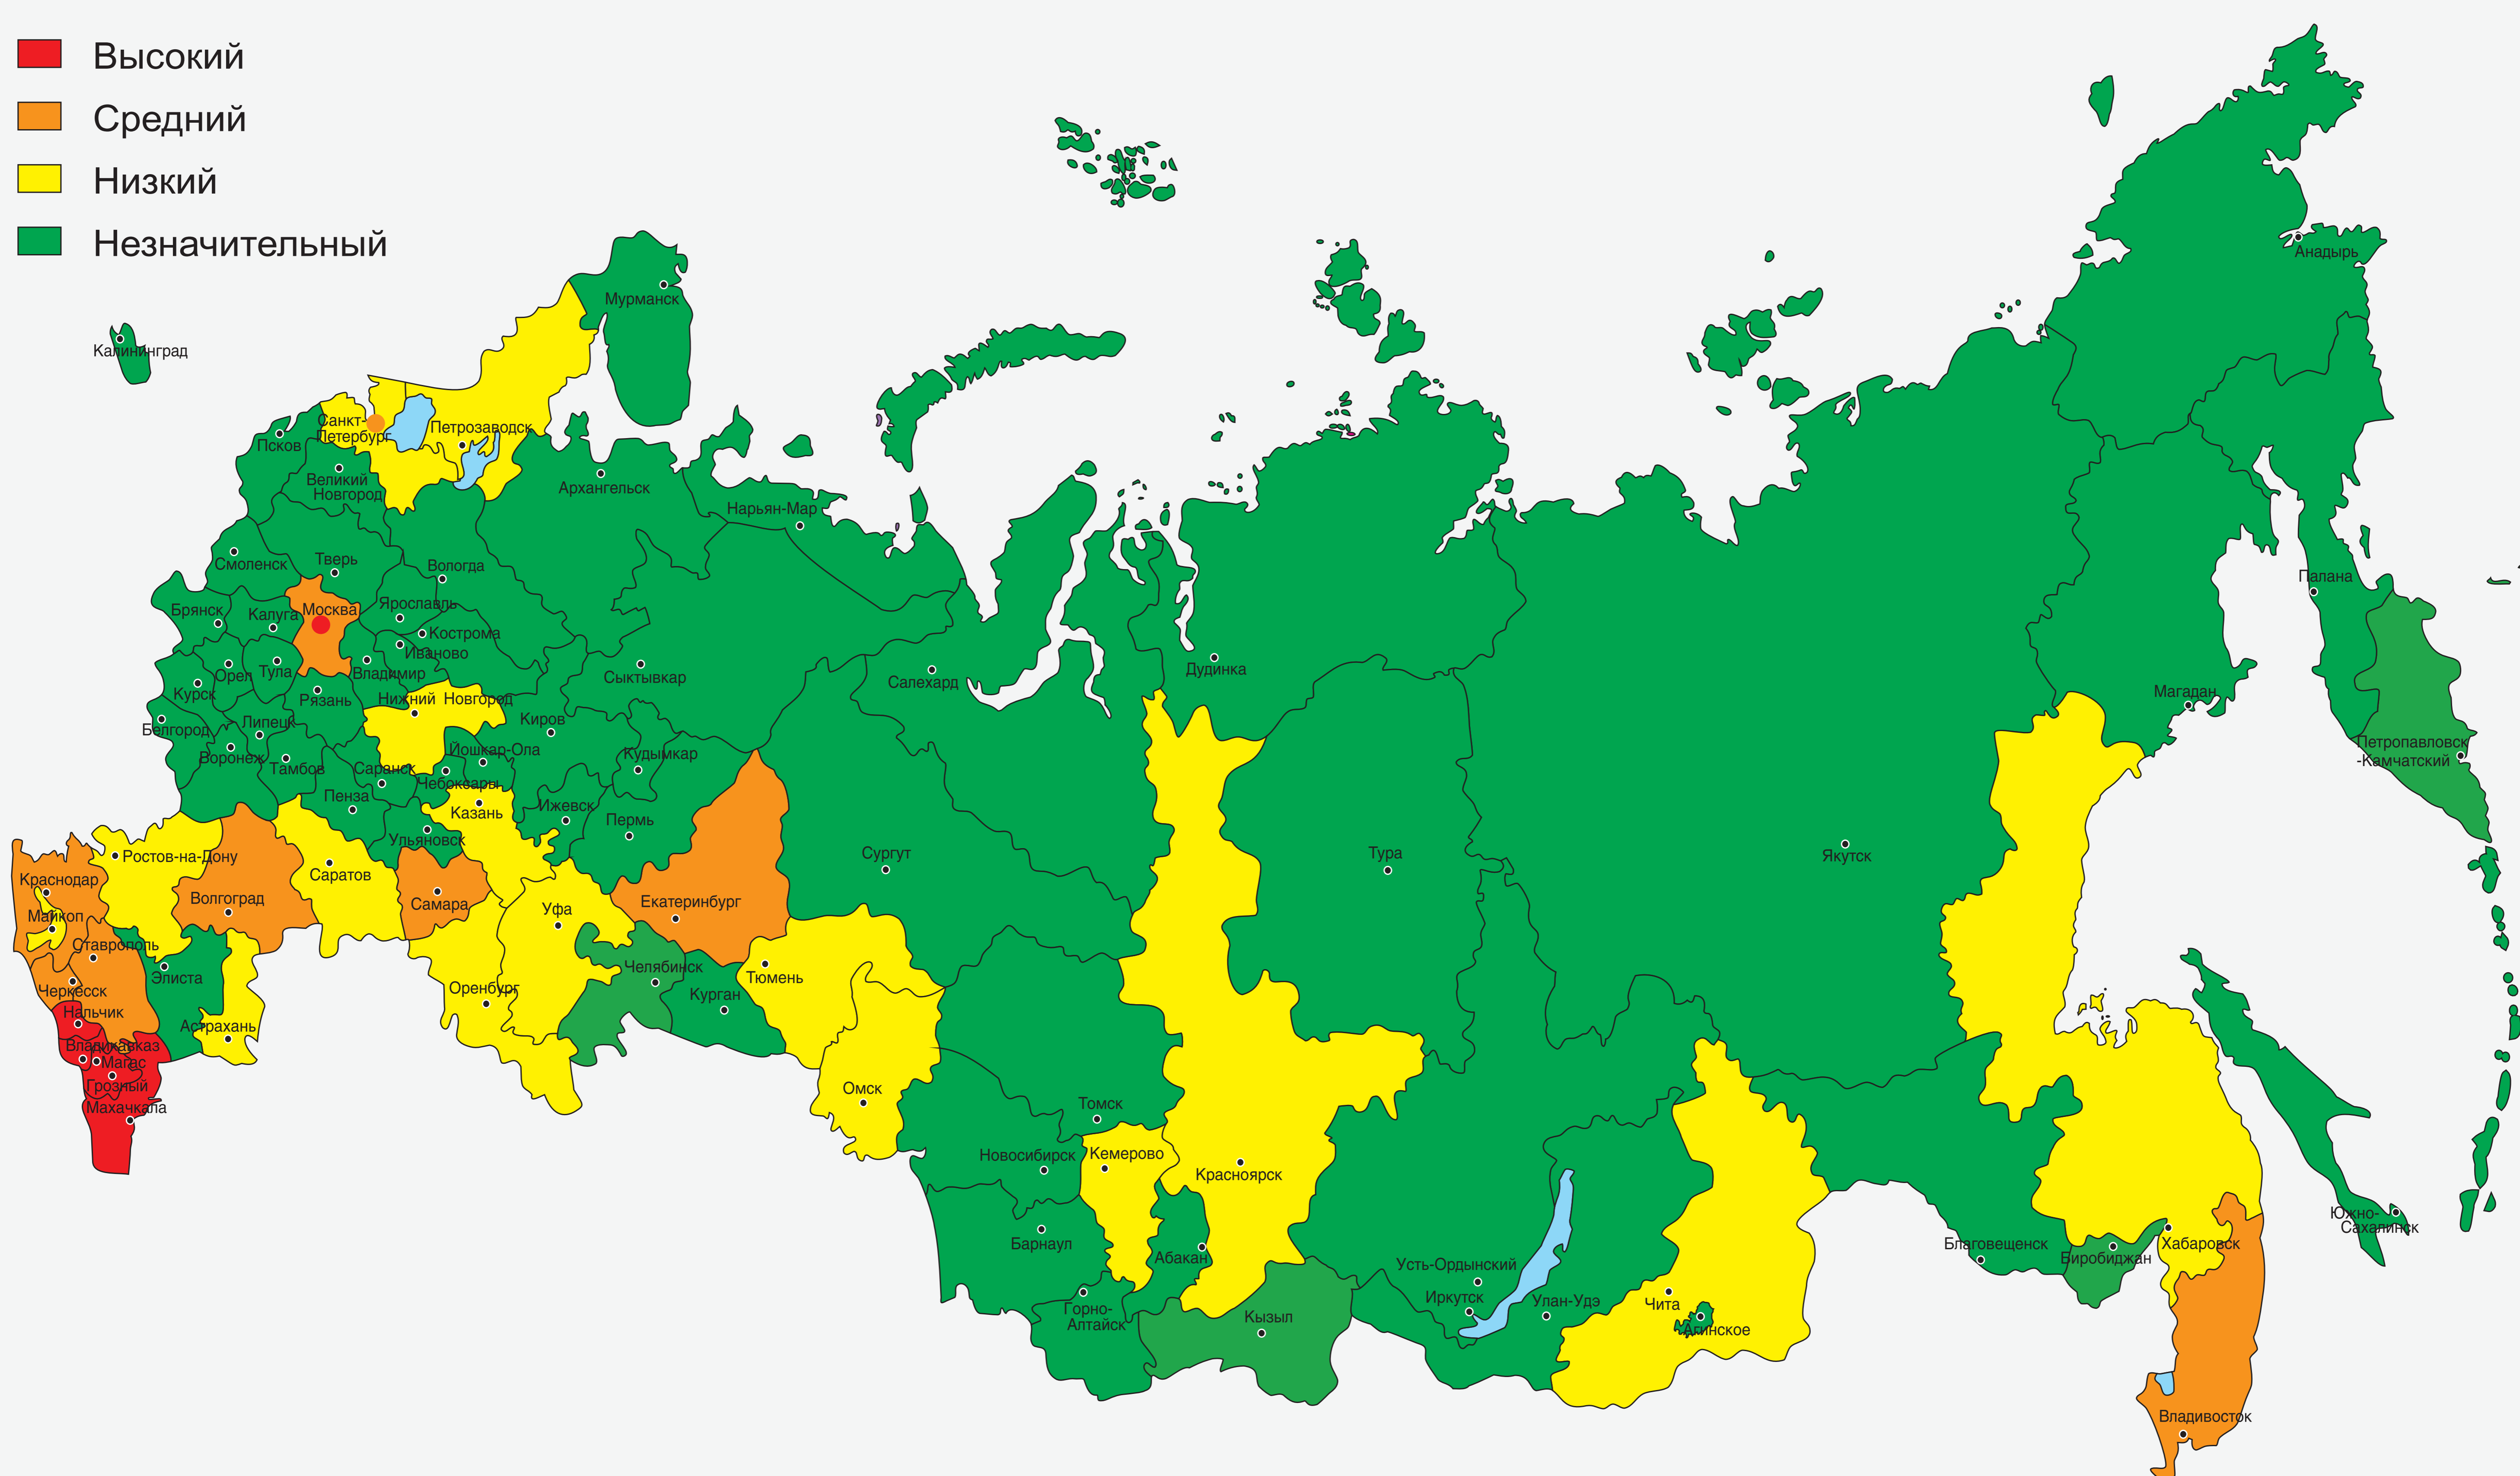 Высокий
Средний
Низкий
Незначительный
Анадырь
Мурманск
Калининград
Санкт-
Петербург
Петрозаводск
Псков
Великий
Новгород
Архангельск
Нарьян-Мар
Смоленск
Тверь
Вологда
Палана
Брянск
Калуга
Москва
Ярославль
Кострома
Иваново
Орел
Тула
Владимир
Сыктывкар
Салехард
Дудинка
Курск
Рязань
Нижний Новгород
Магадан
Белгород
Липецк
Киров
Воронеж
Тамбов
Саранск
Йошкар-Ола
Чебоксары
Кудымкар
Петропавловск
-Камчатский
Пенза
Казань
Ижевск
Пермь
Ульяновск
Ростов-на-Дону
Сургут
Тура
Якутск
Краснодар
Саратов
Волгоград
Самара
Уфа
Екатеринбург
Майкоп
Ставрополь
Элиста
Челябинск
Тюмень
Черкесск
Оренбург
Курган
Нальчик
Астрахань
Владикавказ
Магас
Грозный
Махачкала
Омск
Томск
Новосибирск
Кемерово
Красноярск
Барнаул
Абакан
Усть-Ордынский
Иркутск
Улан-Удэ
Чита
Агинское
Горно-
Алтайск
Кызыл
Благовещенск
Биробиджан
Хабаровск
Южно-
Сахалинск
Владивосток